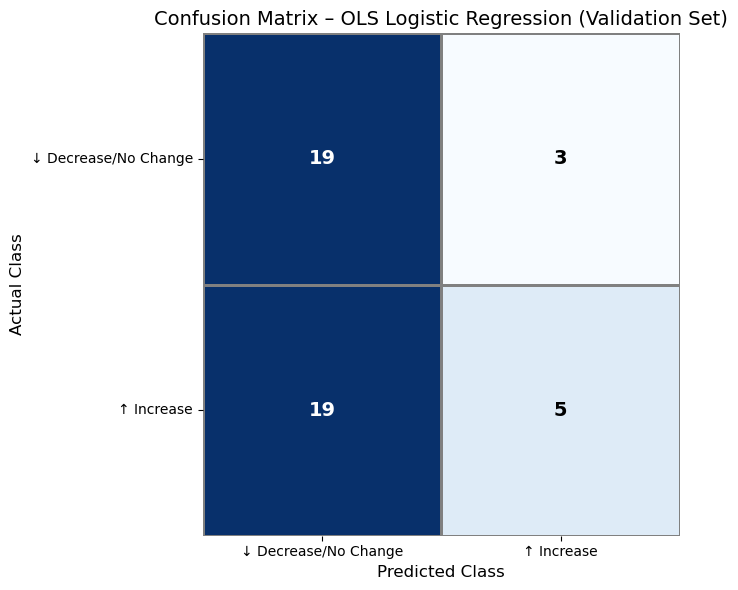 Confusion Matrix – OLS Logistic Regression (Validation Set)
↓ Decrease/No Change
19
3
Actual Class
↑ Increase
19
5
↓ Decrease/No Change
↑ Increase
Predicted Class